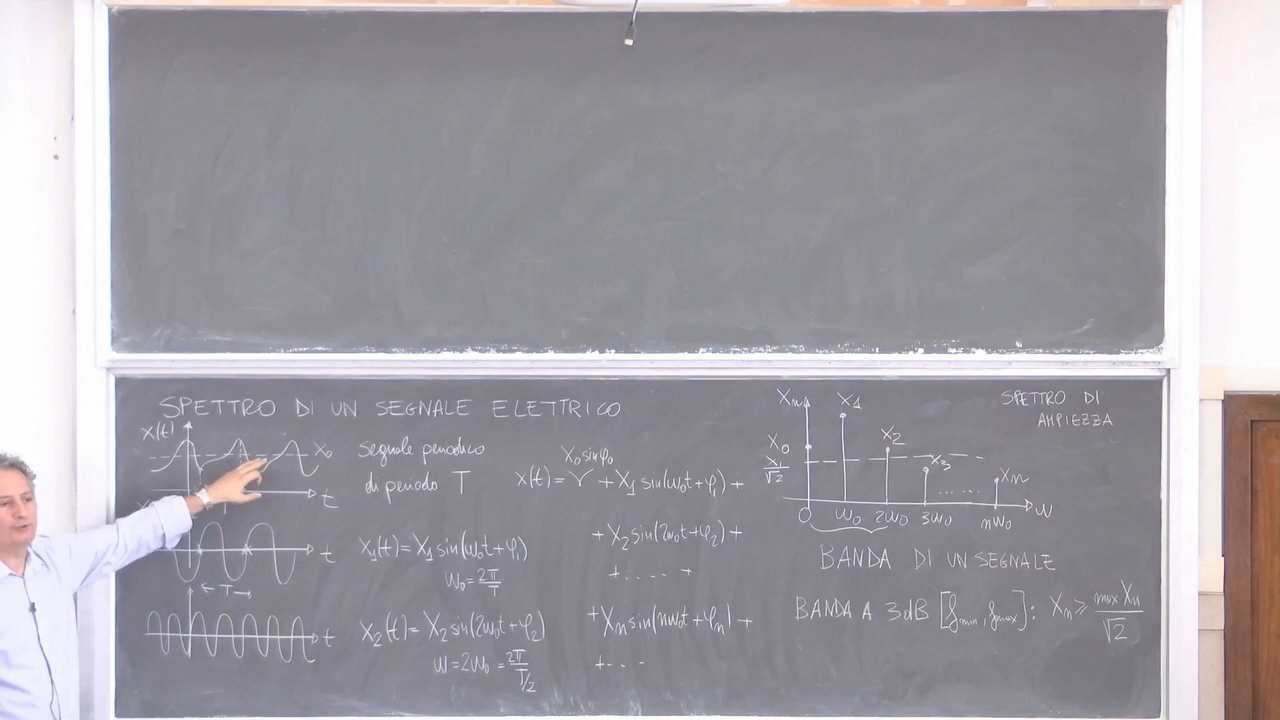 SPETTRO DI UN SEGNALE ELETTRICO
x(t)
X₀
t
segnale periodico
di periodo T
X₀ sin φ₀
x(t) = + X₁ sin(ω₀t+φ₁) +
+ X₂ sin(2ω₀t+φ₂) +
+ . . . . +
+ Xₙ sin(nω₀t+φₙ) +
+ . . .
t
← T →
x₁(t) = X₁ sin(ω₀t+φ₁)
ω₀ = 2π/T
t
x₂(t) = X₂ sin(2ω₀t+φ₂)
ω = 2ω₀ = 2π/T/2
SPETTRO DI
AMPIEZZA
Xₙ
X₁
X₀
X₁/√2
X₂
X₃
......
Xₙ
0 ω₀ 2ω₀ 3ω₀ nω₀ ω
BANDA DI UN SEGNALE
BANDA A 3dB [fmin, fmax]: Xₙ ≥ max Xₙ/√2